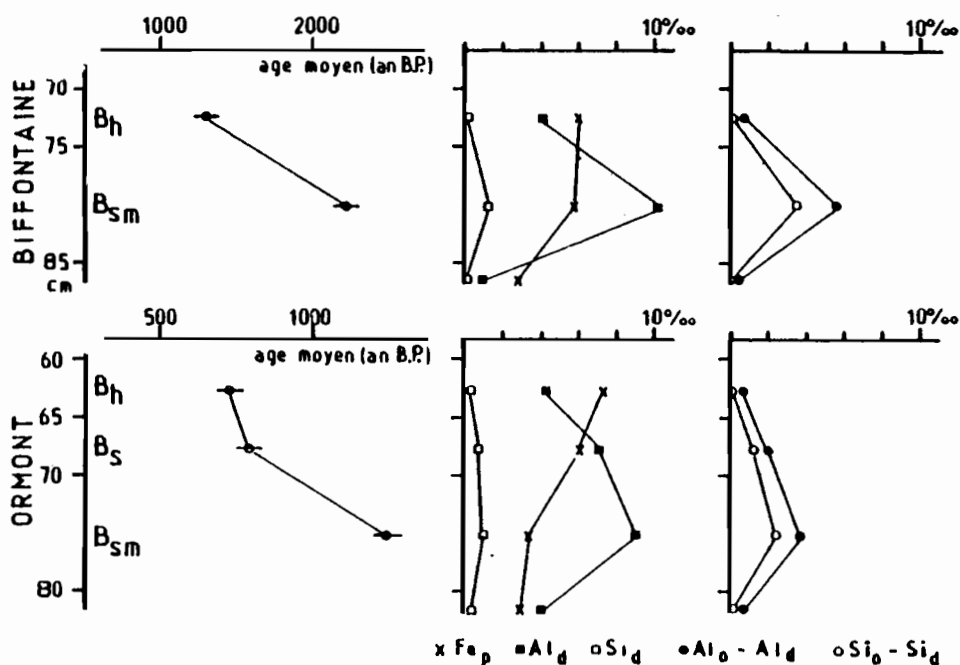 1000 2000 10‰ 10‰
age moyen (an B.P.)
BIFFONTAINE
70
Bh
75
Bsm
85
cm
500 1000 10‰ 10‰
age moyen (an B.P.)
ORMONT
60
Bh
65
Bs
70
Bsm
80
x Fep ■Ald □Sid ●Alo - Ald ○Sio - Sid